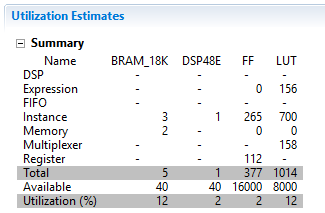 Utilization Estimates
Summary
Name BRAM_18K DSP48E FF LUT
DSP - - - -
Expression - - 0 156
FIFO - - - -
Instance 3 1 265 700
Memory 2 - 0 0
Multiplexer - - - 158
Register - - 112 -
Total 5 1 377 1014
Available 40 40 16000 8000
Utilization (%) 12 2 2 12